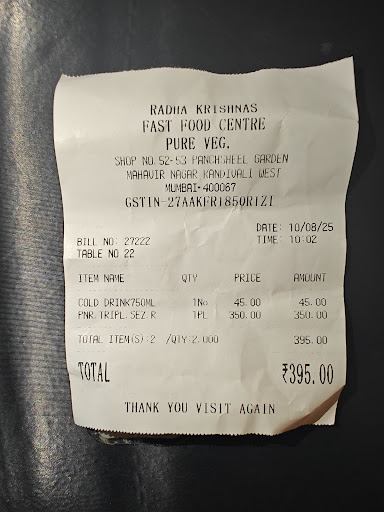 RADHA KRISHNAS
FAST FOOD CENTRE
PURE VEG.
SHOP NO.52-53 PANCHSHEEL GARDEN
MAHAVIR NAGAR KANDIVALI WEST
MUMBAI-400067
GSTIN-27AAKFR1850R1Z1
BILL NO: 27222 DATE: 10/08/25
TABLE NO 22 TIME: 10:02
ITEM NAME QTY PRICE AMOUNT
COLD DRINK750ML 1No 45.00 45.00
PNR.TRIPL.SEZ.R 1PL 350.00 350.00
TOTAL ITEM(S):2 /QTY:2.000 395.00
TOTAL ₹395.00
THANK YOU VISIT AGAIN